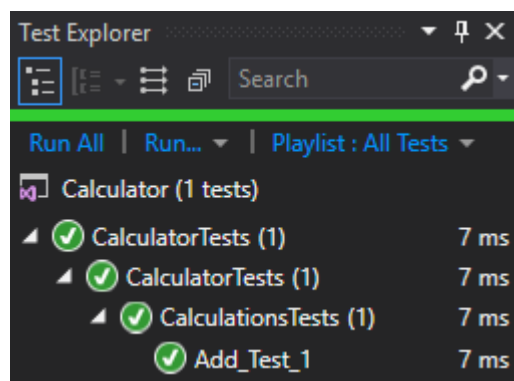 Test Explorer
Search
Run All | Run... | Playlist : All Tests
Calculator (1 tests)
CalculatorTests (1) 7 ms
CalculatorTests (1) 7 ms
CalculationsTests (1) 7 ms
Add_Test_1 7 ms